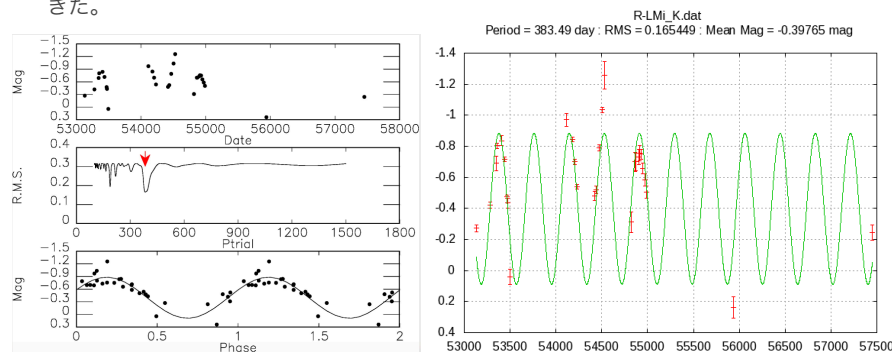 きた。
-1.5
-1.2
-0.9
-0.6
-0.3
0
0.3
Mag
53000 54000 55000 56000 57000 58000
Date
0.4
0.3
0.2
0.1
0
R.M.S.
0 300 600 900 1200 1500 1800
Ptrial
-1.5
-1.2
-0.9
-0.6
-0.3
0
0.3
Mag
0 0.5 1 1.5 2
Phase
R-LMi_K.dat
Period = 383.49 day : RMS = 0.165449 : Mean Mag = -0.39765 mag
-1.4
-1.2
-1
-0.8
-0.6
-0.4
-0.2
0
0.2
0.4
53000 53500 54000 54500 55000 55500 56000 56500 57000 57500